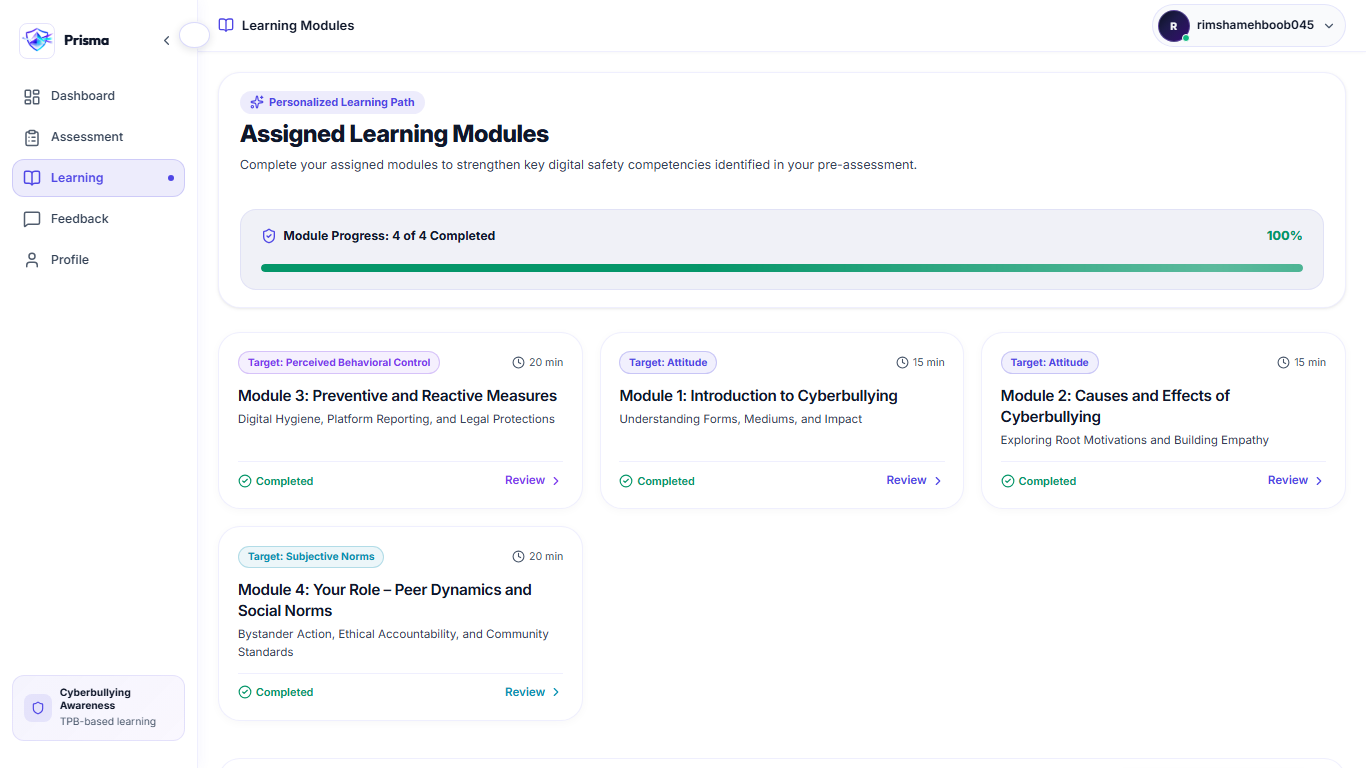 Prisma
Learning Modules
R
rimshamehboob045
Dashboard
Assessment
Learning
Feedback
Profile
Cyberbullying
Awareness
TPB-based learning
Personalized Learning Path
Assigned Learning Modules
Complete your assigned modules to strengthen key digital safety competencies identified in your pre-assessment.
Module Progress: 4 of 4 Completed
100%
Target: Perceived Behavioral Control
20 min
Module 3: Preventive and Reactive Measures
Digital Hygiene, Platform Reporting, and Legal Protections
Completed
Review
Target: Attitude
15 min
Module 1: Introduction to Cyberbullying
Understanding Forms, Mediums, and Impact
Completed
Review
Target: Attitude
15 min
Module 2: Causes and Effects of
Cyberbullying
Exploring Root Motivations and Building Empathy
Completed
Review
Target: Subjective Norms
20 min
Module 4: Your Role – Peer Dynamics and
Social Norms
Bystander Action, Ethical Accountability, and Community
Standards
Completed
Review